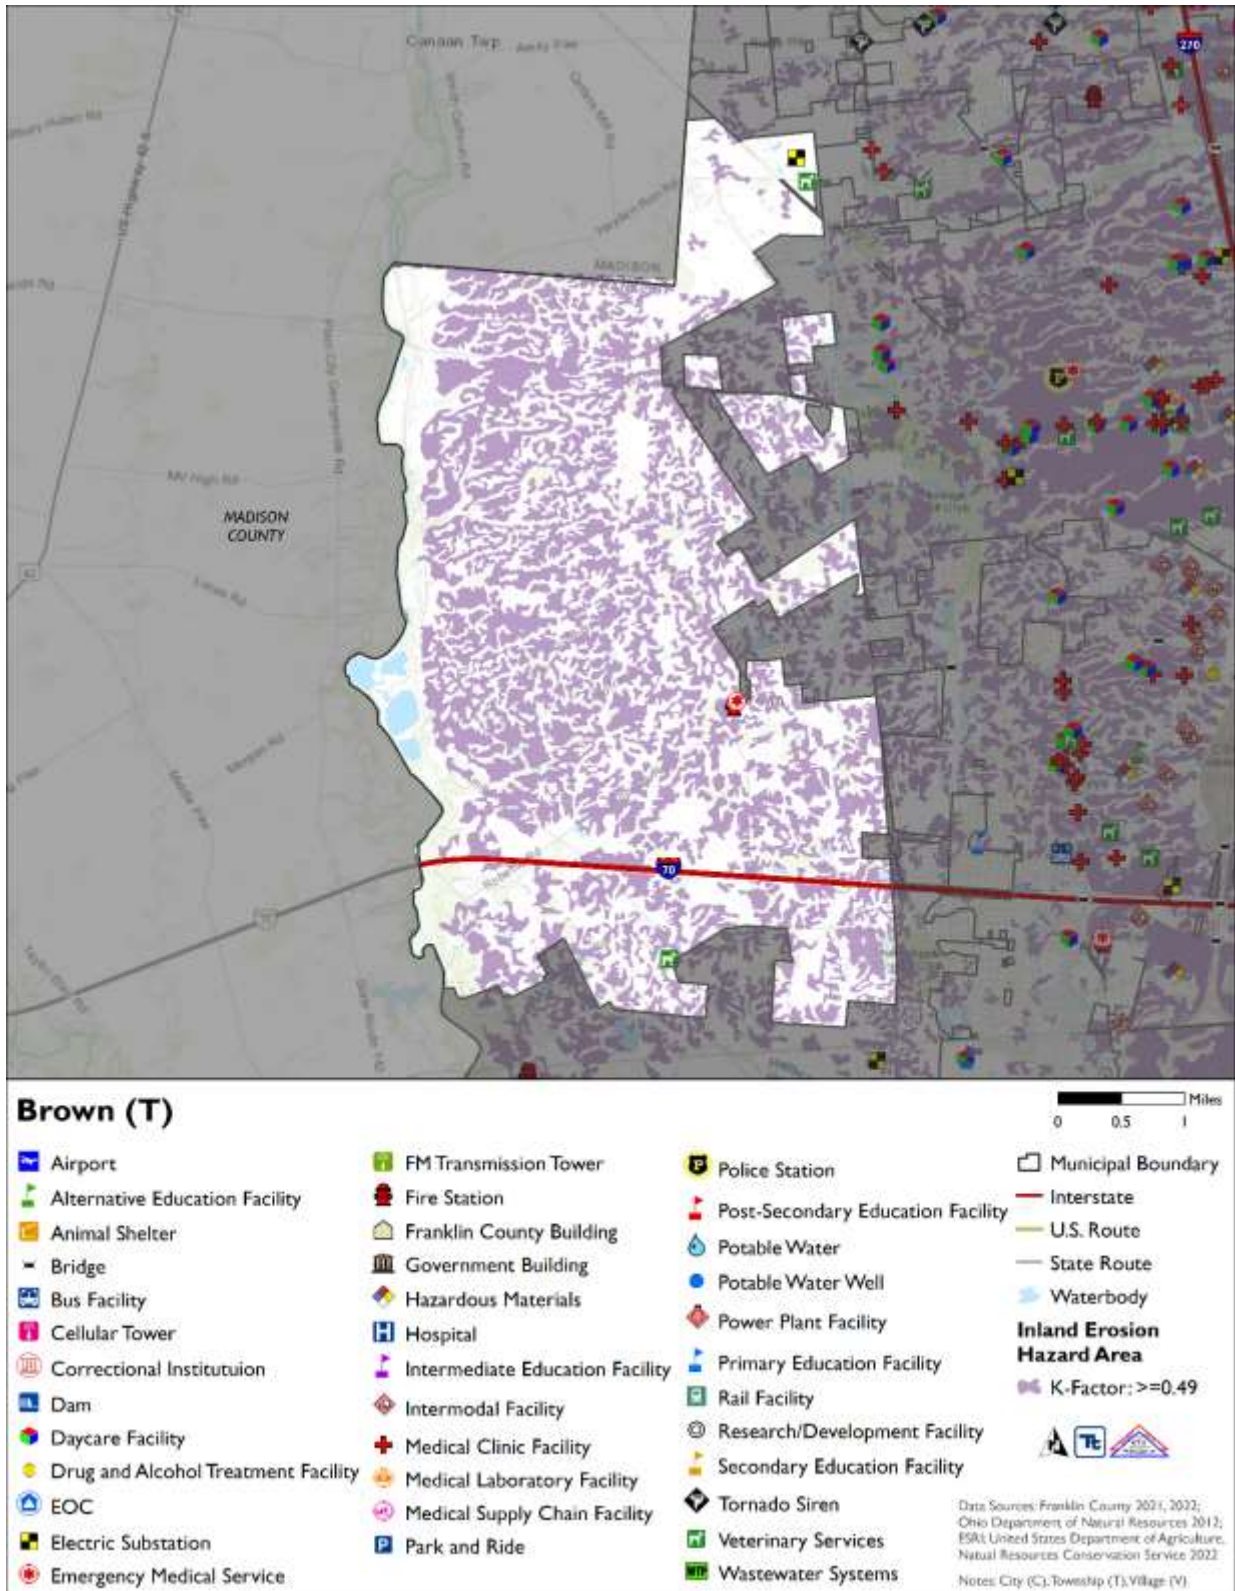 Canaan Twp
270
MADISON
MADISON
COUNTY
70
Brown (T)
Miles
0 0.5 1
Airport
Alternative Education Facility
Animal Shelter
Bridge
Bus Facility
Cellular Tower
Correctional Institutuion
Dam
Daycare Facility
Drug and Alcohol Treatment Facility
EOC
Electric Substation
Emergency Medical Service
FM Transmission Tower
Fire Station
Franklin County Building
Government Building
Hazardous Materials
Hospital
Intermediate Education Facility
Intermodal Facility
Medical Clinic Facility
Medical Laboratory Facility
Medical Supply Chain Facility
Park and Ride
Police Station
Post-Secondary Education Facility
Potable Water
Potable Water Well
Power Plant Facility
Primary Education Facility
Rail Facility
Research/Development Facility
Secondary Education Facility
Tornado Siren
Veterinary Services
Wastewater Systems
Municipal Boundary
Interstate
U.S. Route
State Route
Waterbody
Inland Erosion
Hazard Area
K-Factor: >=0.49
Data Sources: Franklin County 2021, 2022;
Ohio Department of Natural Resources 2012;
ESRI; United States Department of Agriculture,
Natual Resources Conservation Service 2022
Notes: City (C), Township (T), Village (V)